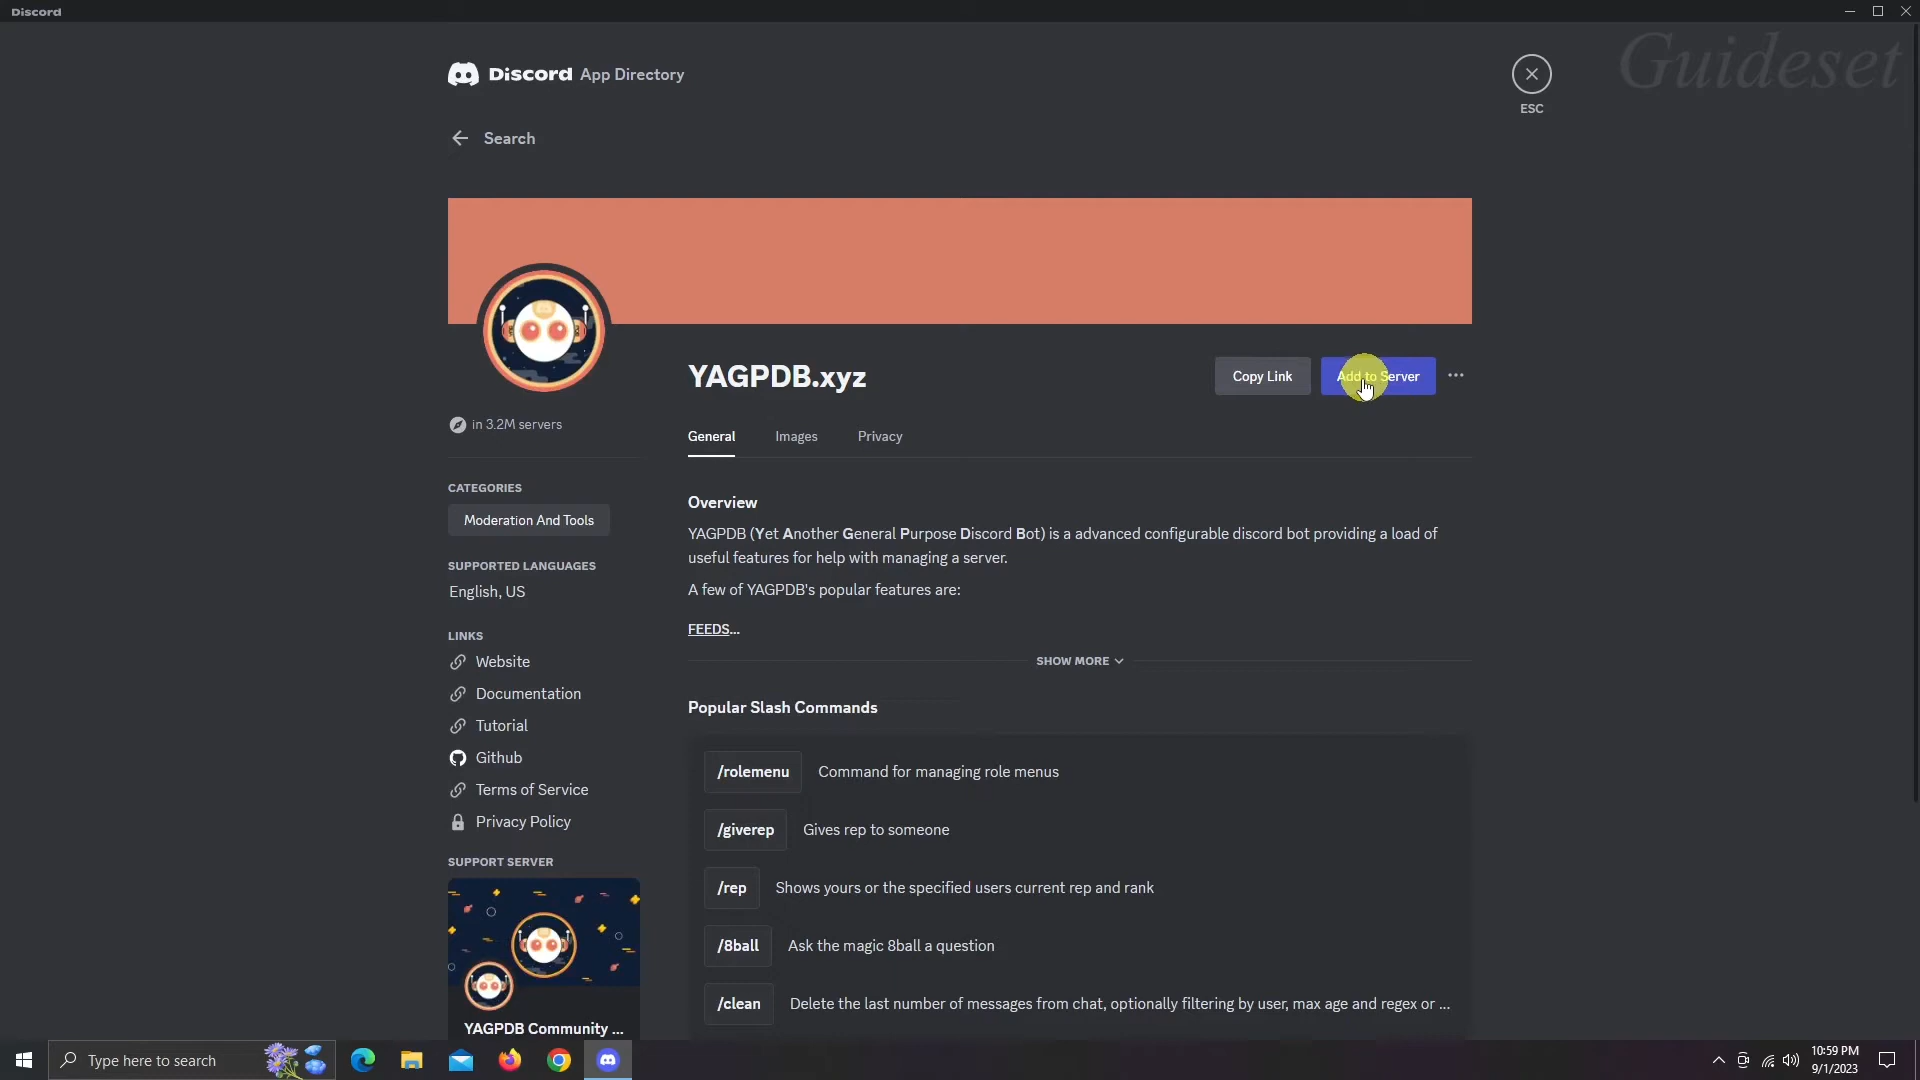 Discord
Guideset
Discord App Directory
ESC
Search
YAGPDB.xyz
Copy Link
Add to Server
in 3.2M servers
General
Images
Privacy
CATEGORIES
Moderation And Tools
SUPPORTED LANGUAGES
English, US
LINKS
Website
Documentation
Tutorial
Github
Terms of Service
Privacy Policy
SUPPORT SERVER
YAGPDB Community ...
Overview
YAGPDB (Yet Another General Purpose Discord Bot) is a advanced configurable discord bot providing a load of
useful features for help with managing a server.
A few of YAGPDB's popular features are:
FEEDS...
SHOW MORE
Popular Slash Commands
/rolemenu Command for managing role menus
/giverep Gives rep to someone
/rep Shows yours or the specified users current rep and rank
/8ball Ask the magic 8ball a question
/clean Delete the last number of messages from chat, optionally filtering by user, max age and regex or ...
Type here to search
10:59 PM
9/1/2023